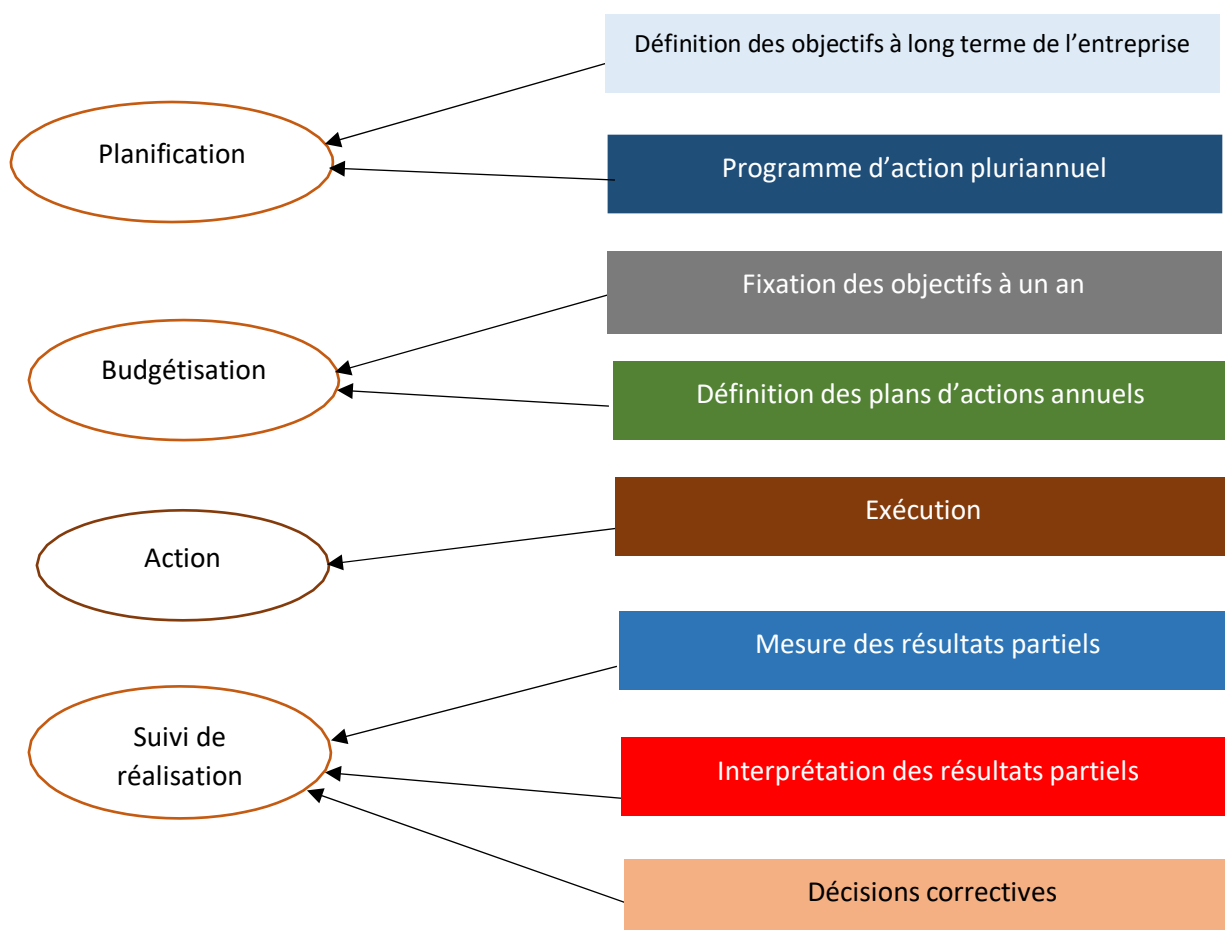 Définition des objectifs à long terme de l’entreprise
Planification
Programme d’action pluriannuel
Fixation des objectifs à un an
Budgétisation
Définition des plans d’actions annuels
Exécution
Action
Mesure des résultats partiels
Suivi de
réalisation
Interprétation des résultats partiels
Décisions correctives